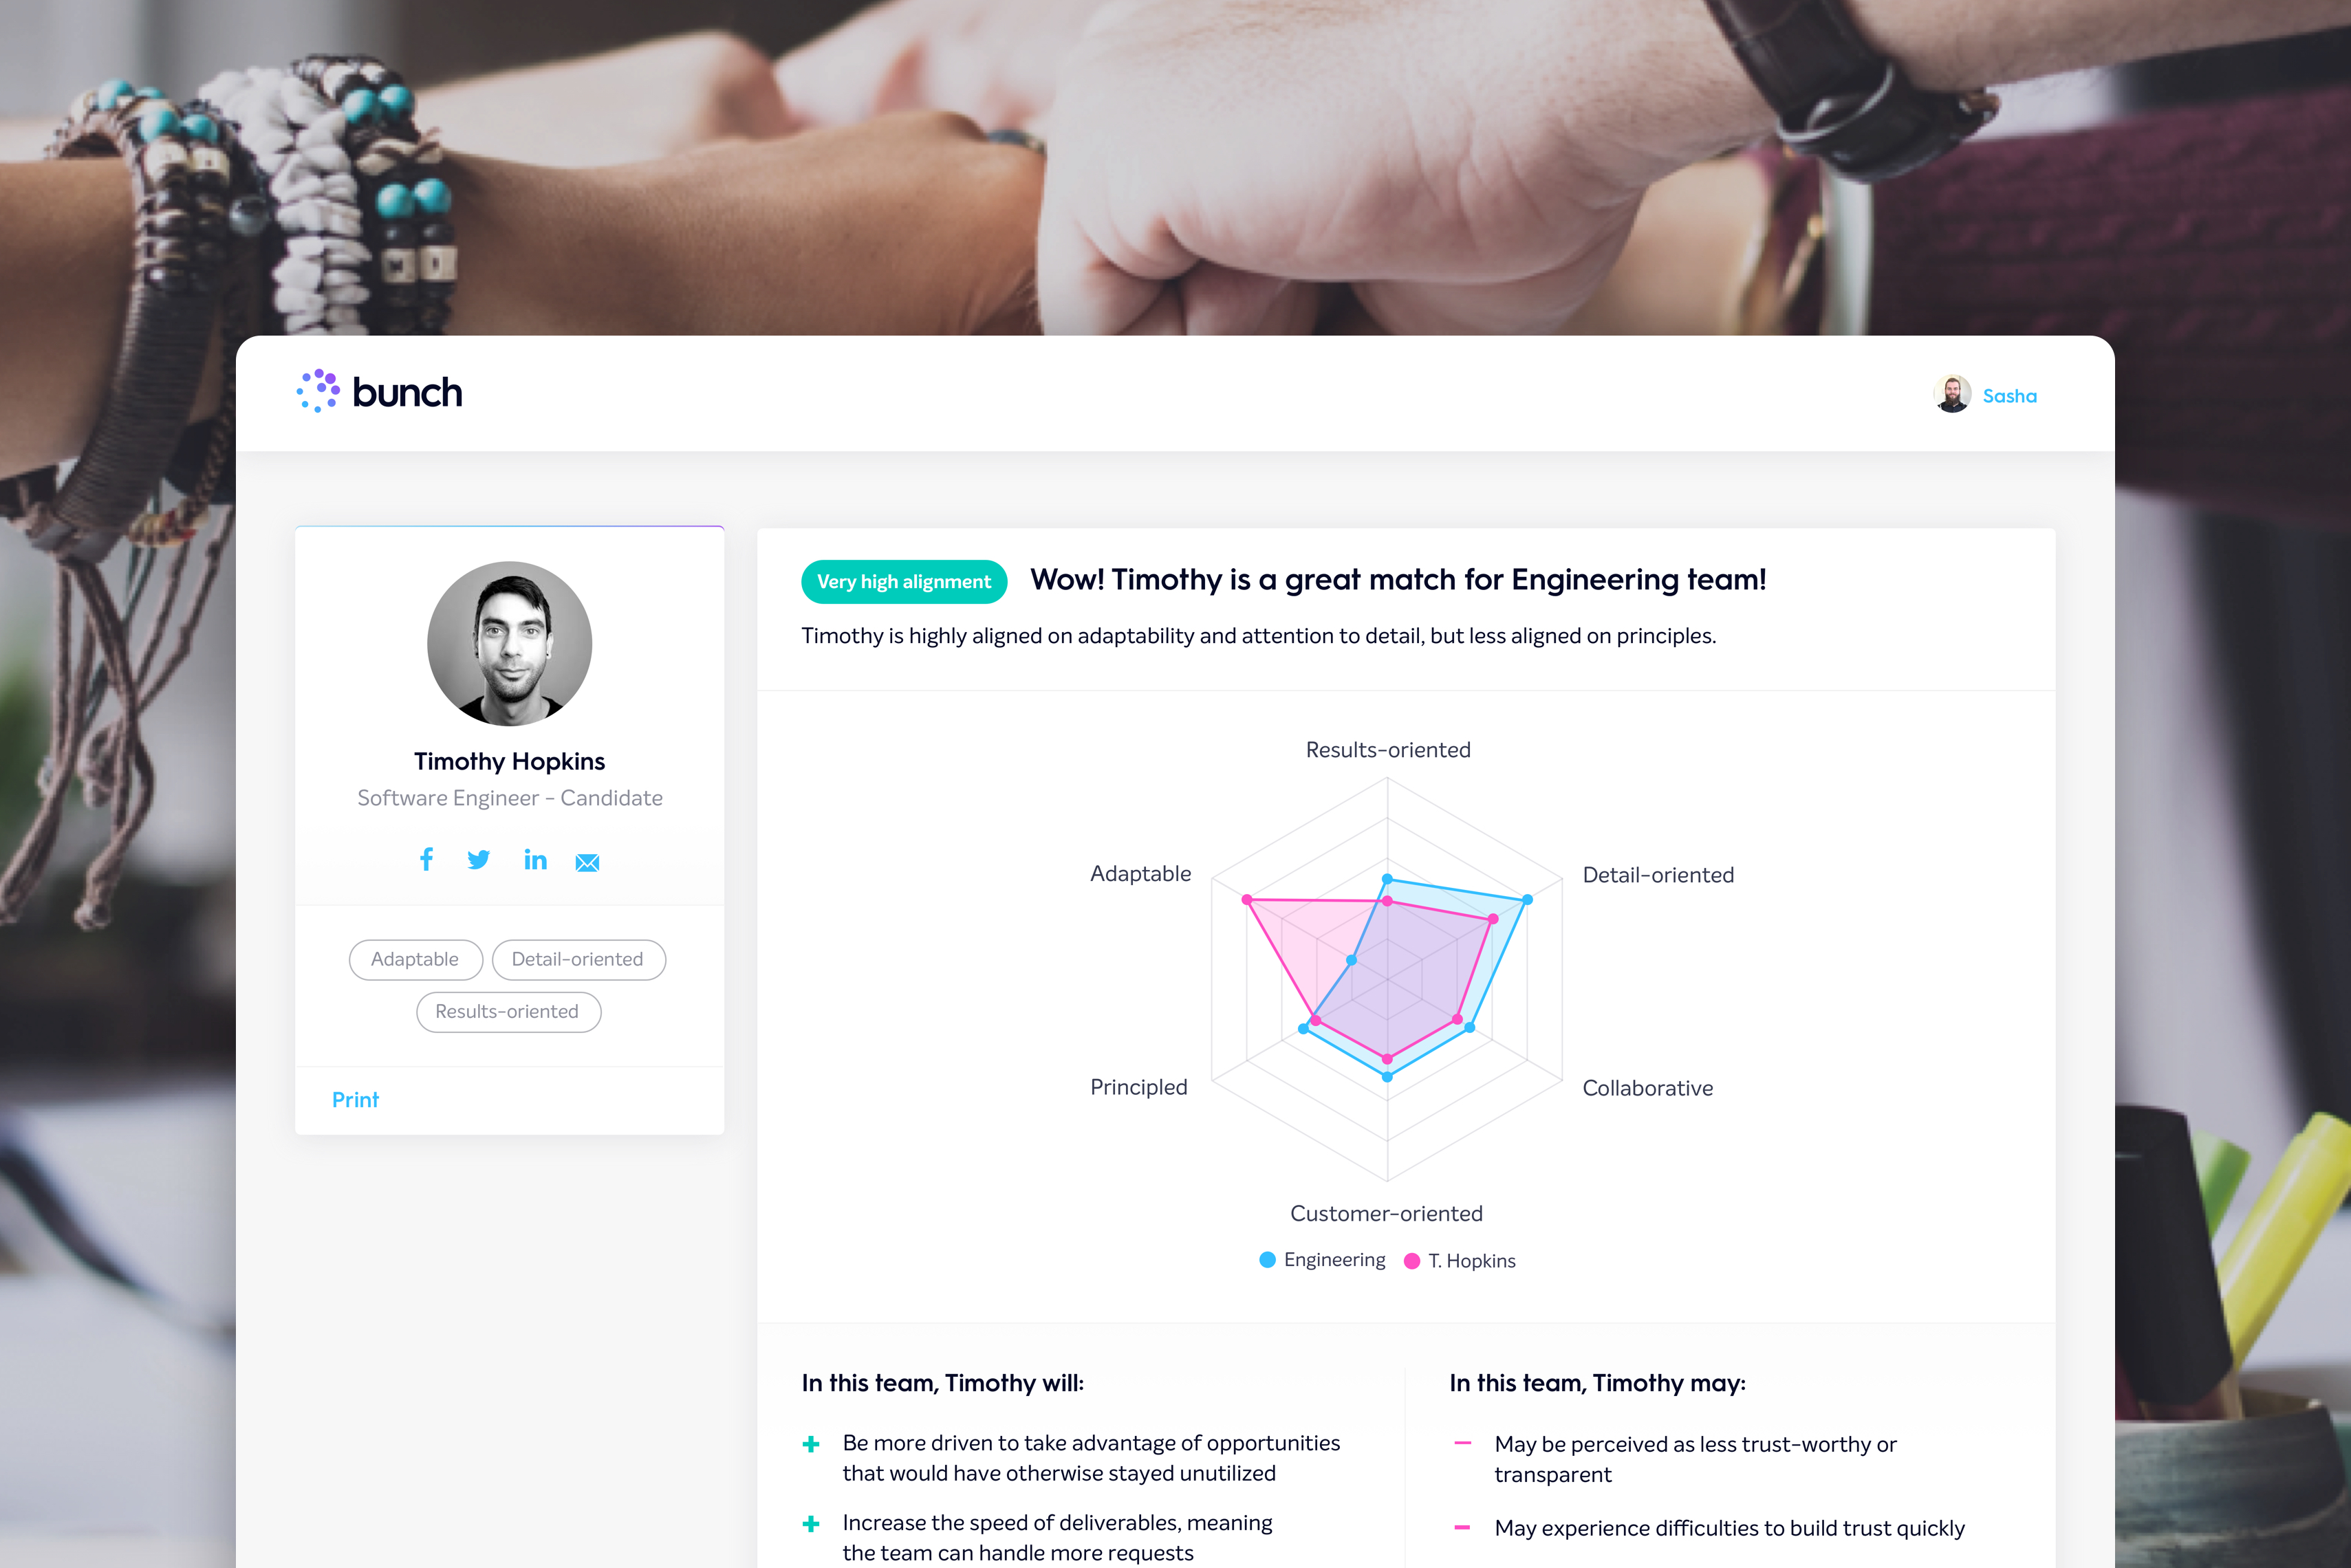 bunch
Sasha
Timothy Hopkins
Software Engineer - Candidate
Adaptable
Detail-oriented
Results-oriented
Print
Very high alignment
Wow! Timothy is a great match for Engineering team!
Timothy is highly aligned on adaptability and attention to detail, but less aligned on principles.
Results-oriented
Adaptable
Detail-oriented
Principled
Collaborative
Customer-oriented
Engineering
T. Hopkins
In this team, Timothy will:
Be more driven to take advantage of opportunities
that would have otherwise stayed unutilized
Increase the speed of deliverables, meaning
the team can handle more requests
In this team, Timothy may:
May be perceived as less trust-worthy or
transparent
May experience difficulties to build trust quickly